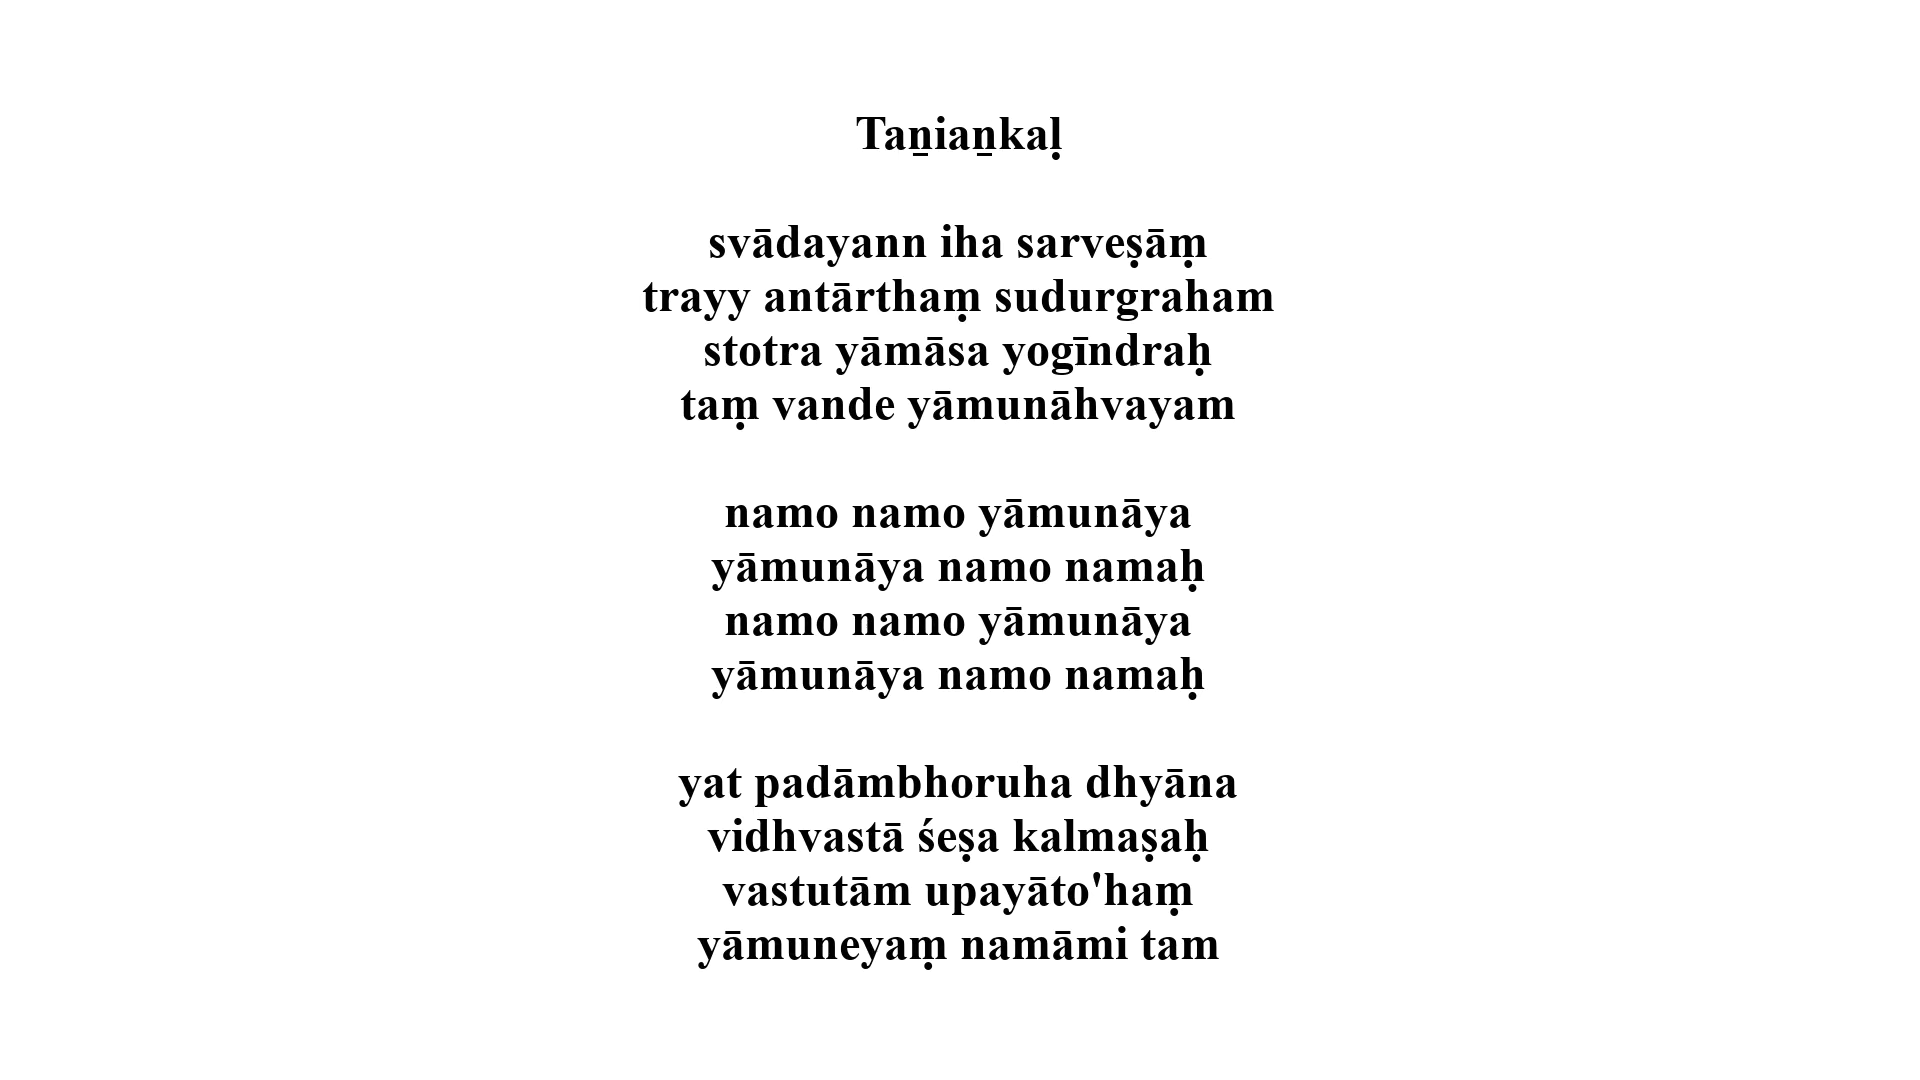 Taṉiaṉkaḷ
svādayann iha sarveṣāṃ
trayy antārthaṃ sudurgraham
stotra yāmāsa yogīndraḥ
taṃ vande yāmunāhvayam
namo namo yāmunāya
yāmunāya namo namaḥ
namo namo yāmunāya
yāmunāya namo namaḥ
yat padāmbhoruha dhyāna
vidhvastā śeṣa kalmaṣaḥ
vastutām upayāto'haṃ
yāmuneyaṃ namāmi tam